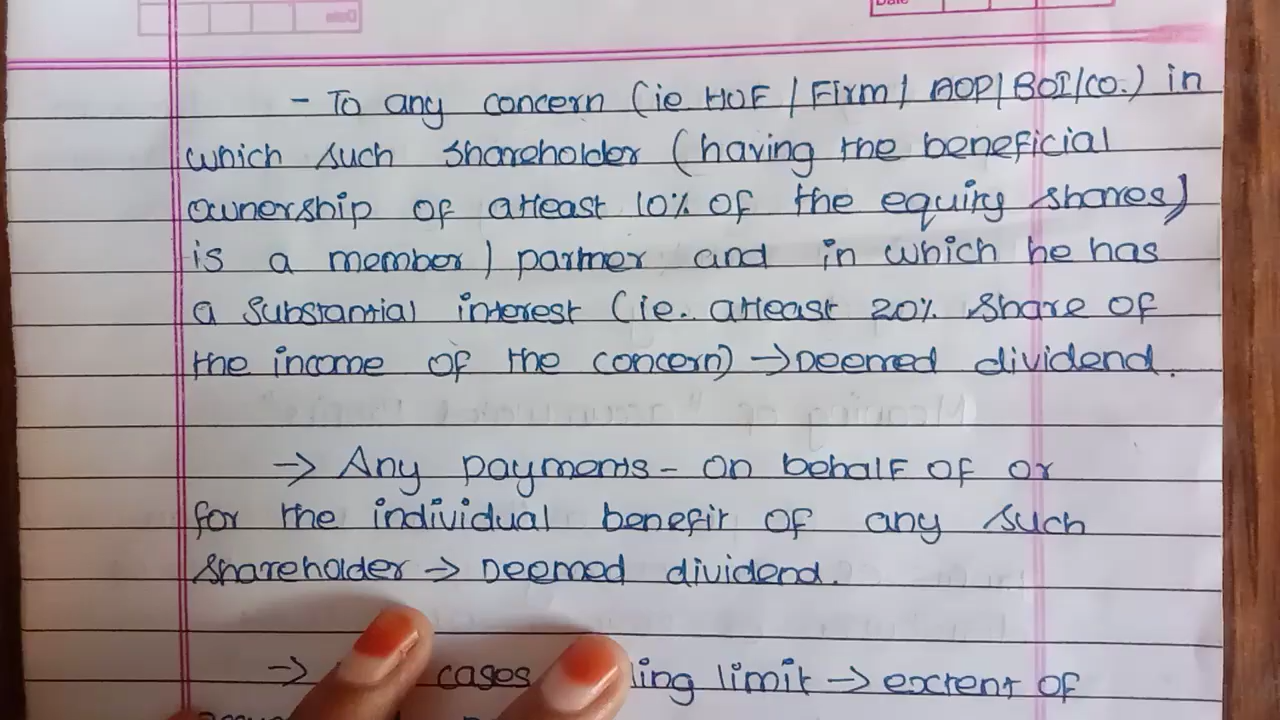 Date
- To any concern (ie HUF / Firm / AOP/BOI/co.) in
which such shareholder (having the beneficial
ownership of atleast 10% of the equity shares)
is a member / partner and in which he has
a substantial interest (ie. atleast 20% share of
the income of the concern) → Deemed dividend.
→ Any payments - on behalf of or
for the individual benefit of any such
shareholder → Deemed dividend.
→ cases limit → extent of